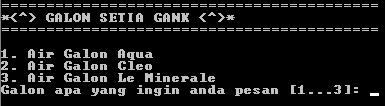 ===============================================
*<^> GALON SETIA GANK <^>*
===============================================
1. Air Galon Aqua
2. Air Galon Cleo
3. Air Galon Le Minerale
Galon apa yang ingin anda pesan [1...3]: _